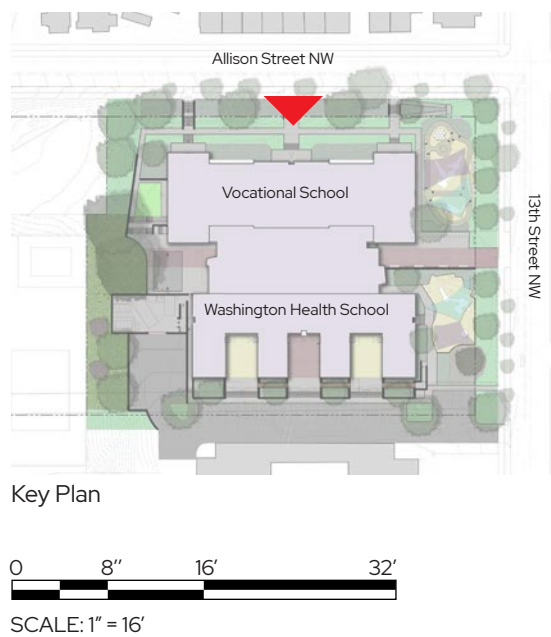 Allison Street NW
Vocational School
13th Street NW
Washington Health School
Key Plan
0 8’’ 16’ 32’
SCALE: 1” = 16’